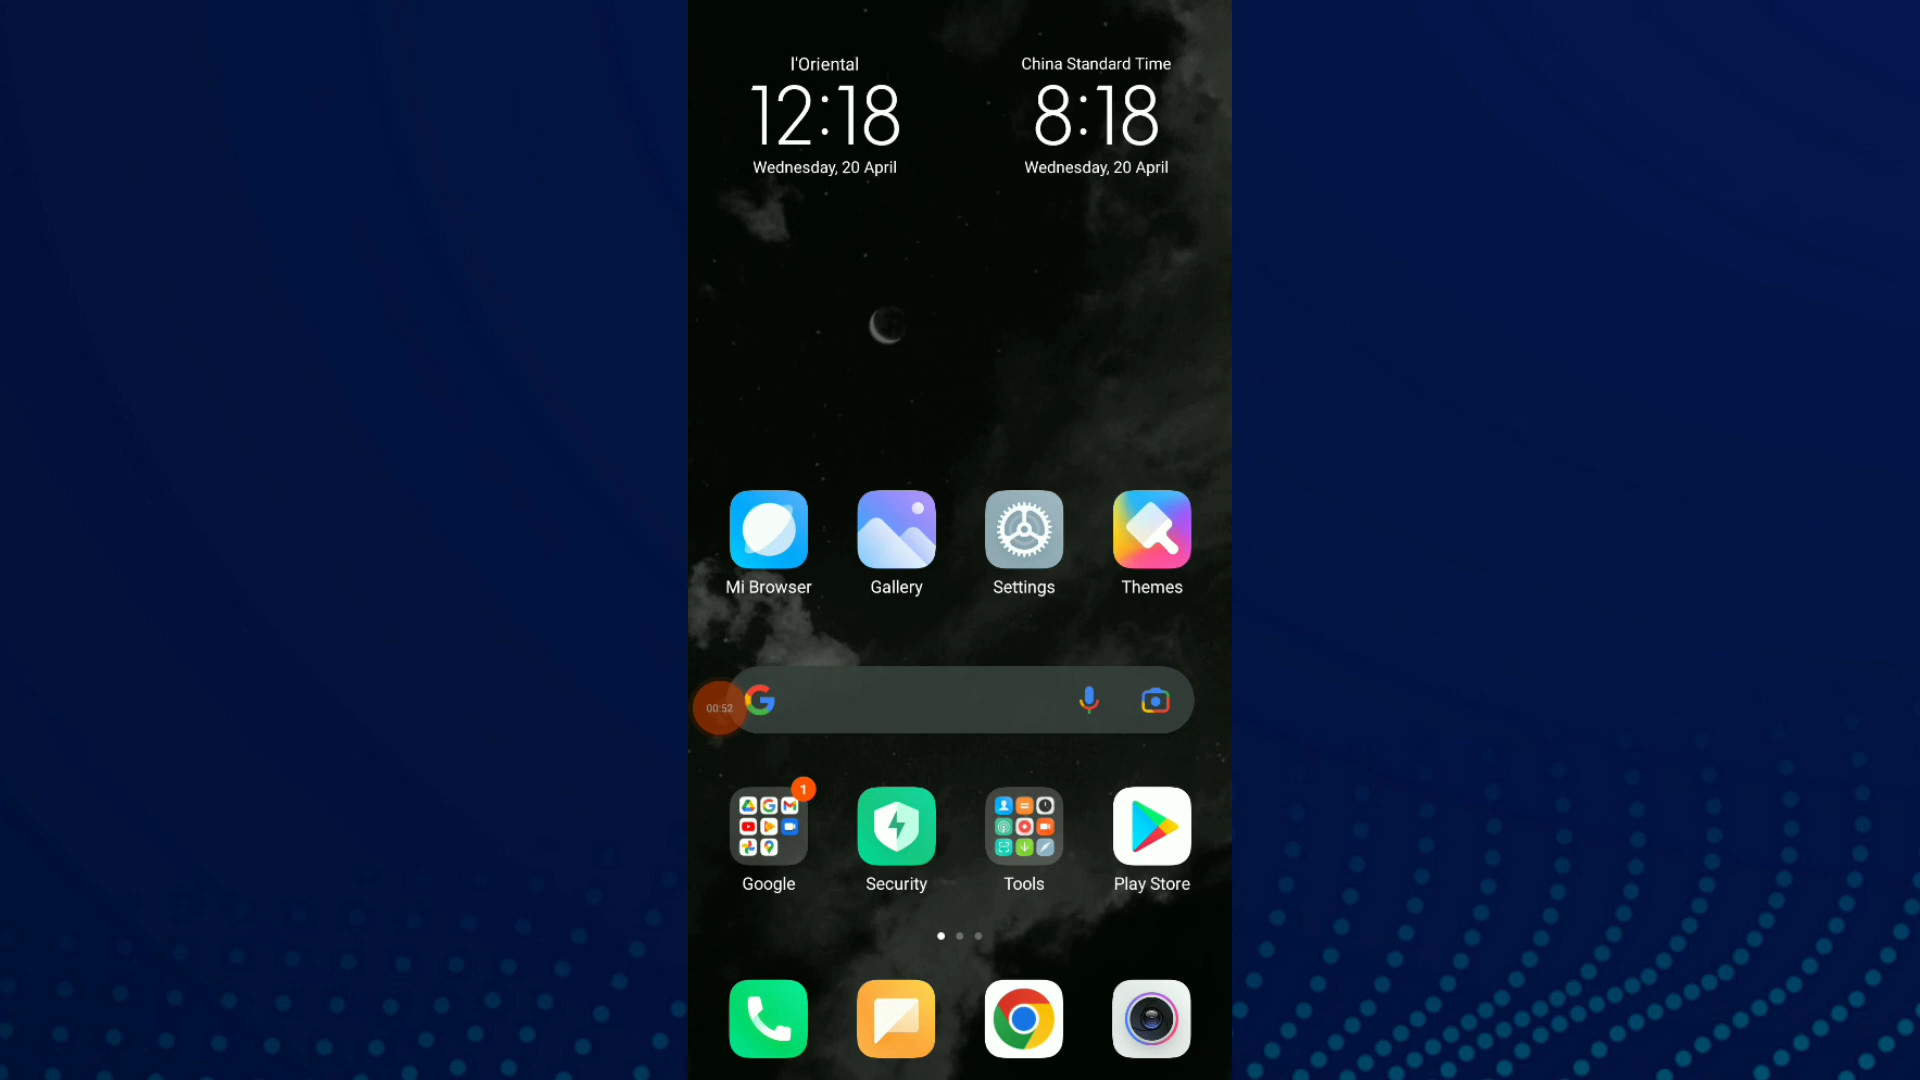 l'Oriental
China Standard Time
12:18
8:18
Wednesday, 20 April
Wednesday, 20 April
Mi Browser
Gallery
Settings
Themes
00:52
1
Google
Security
Tools
Play Store